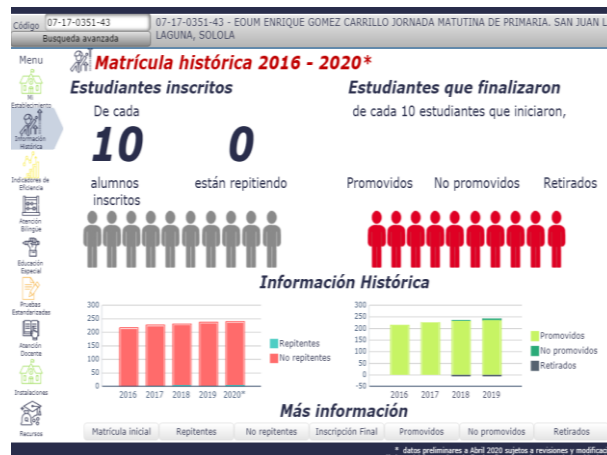 Código 07-17-0351-43
07-17-0351-43 - EOUM ENRIQUE GOMEZ CARRILLO JORNADA MATUTINA DE PRIMARIA. SAN JUAN L
LAGUNA, SOLOLA
Busqueda avanzada
Menu
Mi
Establecimiento
Información
Histórica
Indicadores de
Eficiencia
Atención
Bilingüe
Educación
Especial
Pruebas
Estandarizadas
Atención
Docente
Instalaciones
Recursos
Matrícula histórica 2016 - 2020*
Estudiantes inscritos
De cada
10 0
alumnos están repitiendo
inscritos
Estudiantes que finalizaron
de cada 10 estudiantes que iniciaron,
Promovidos No promovidos Retirados
Información Histórica
300
250
200
150
100
50
0
2016 2017 2018 2019 2020*
Repitentes
No repitentes
300
250
200
150
100
50
0
-50
2016 2017 2018 2019
Promovidos
No promovidos
Retirados
Más información
Matrícula inicial Repitentes No repitentes Inscripción Final Promovidos No promovidos Retirados
* datos preliminares a Abril 2020 sujetos a revisiones y modificac